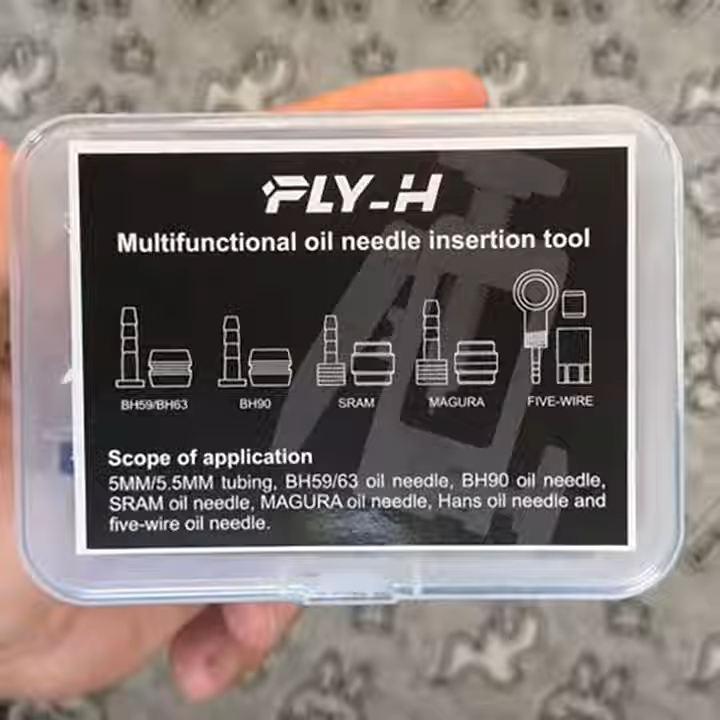 FLY-H
Multifunctional oil needle insertion tool
BH59/BH63 BH90 SRAM MAGURA FIVE-WIRE
Scope of application
5MM/5.5MM tubing, BH59/63 oil needle, BH90 oil needle,
SRAM oil needle, MAGURA oil needle, Hans oil needle and
five-wire oil needle.